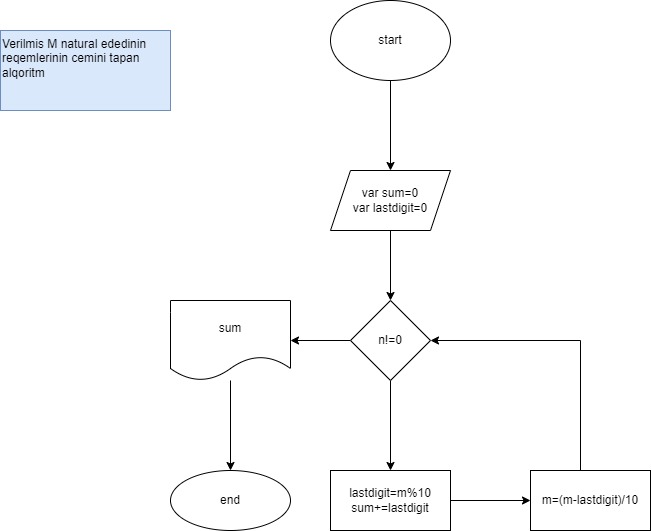 Verilmis M natural ededinin
reqemlerinin cemini tapan
alqoritm
start
var sum=0
var lastdigit=0
n!=0
sum
lastdigit=m%10
sum+=lastdigit
m=(m-lastdigit)/10
end